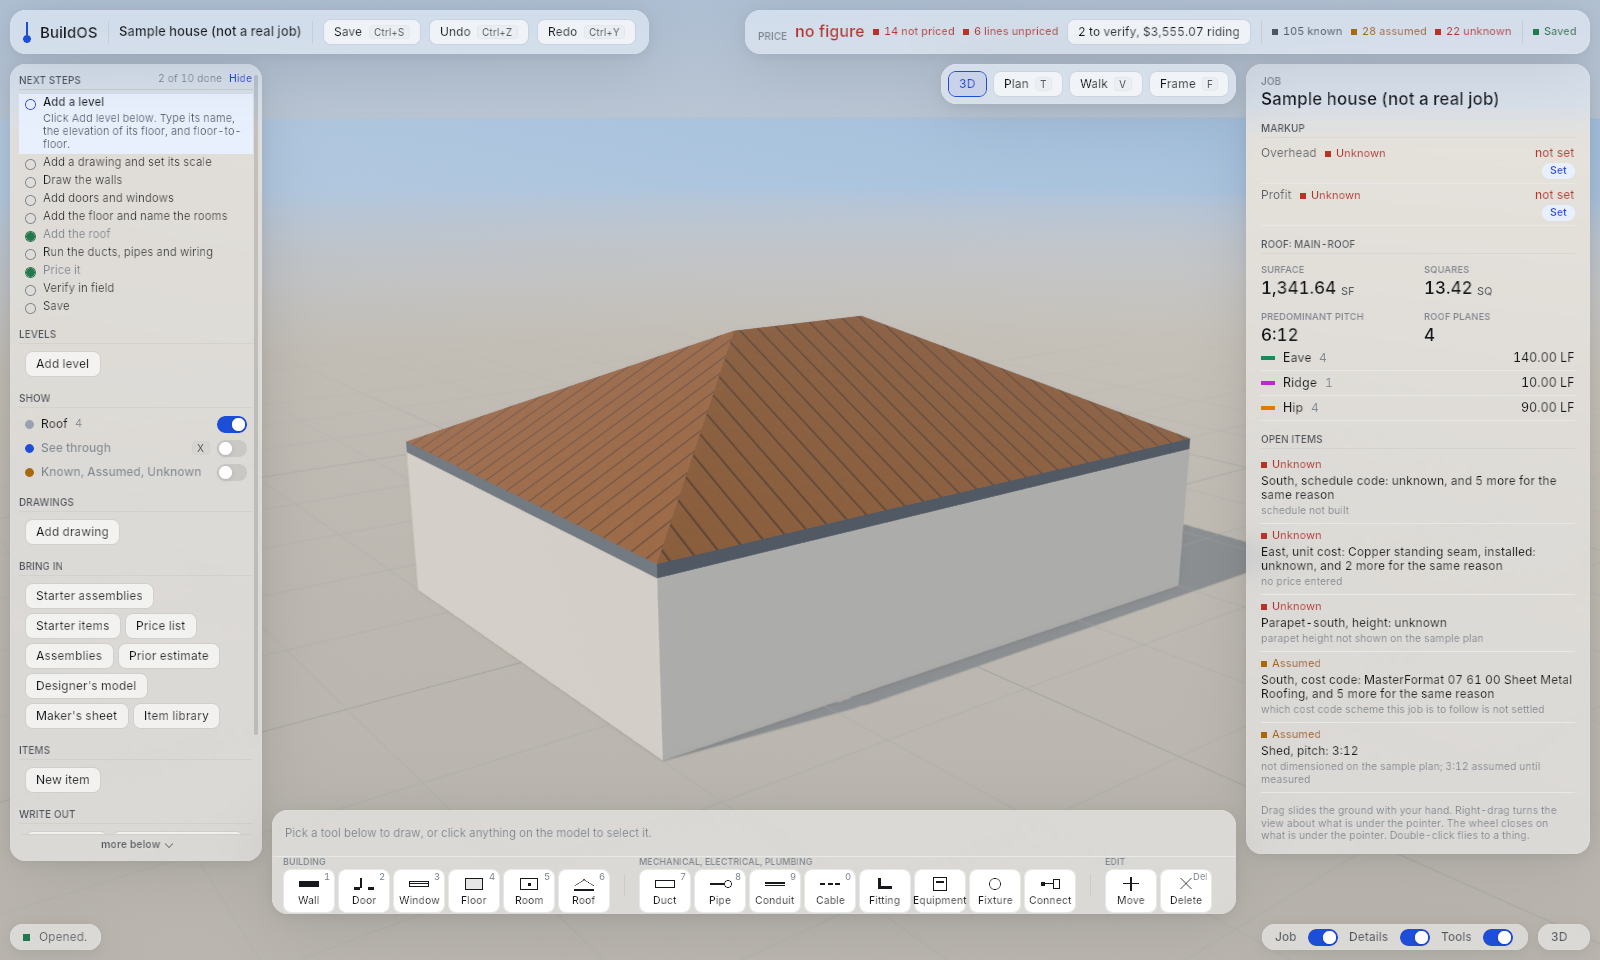 BuildOS
Sample house (not a real job)
Save Ctrl+S
Undo Ctrl+Z
Redo Ctrl+Y
PRICE no figure 14 not priced 6 lines unpriced 2 to verify, $3,555.07 riding 105 known 28 assumed 22 unknown Saved
NEXT STEPS 2 of 10 done Hide
Add a level
Click Add level below. Type its name,
the elevation of its floor, and floor-to-
floor.
Add a drawing and set its scale
Draw the walls
Add doors and windows
Add the floor and name the rooms
Add the roof
Run the ducts, pipes and wiring
Price it
Verify in field
Save
LEVELS
Add level
SHOW
Roof 4
See through X
Known, Assumed, Unknown
DRAWINGS
Add drawing
BRING IN
Starter assemblies
Starter items Price list
Assemblies Prior estimate
Designer's model
Maker's sheet Item library
ITEMS
New item
WRITE OUT
more below
Opened.
3D Plan T Walk V Frame F
Pick a tool below to draw, or click anything on the model to select it.
BUILDING
1 Wall
2 Door
3 Window
4 Floor
5 Room
6 Roof
MECHANICAL, ELECTRICAL, PLUMBING
7 Duct
8 Pipe
9 Conduit
0 Cable
Fitting
Equipment
Fixture
Connect
EDIT
Move
Del Delete
JOB
Sample house (not a real job)
MARKUP
Overhead Unknown not set
Set
Profit Unknown not set
Set
ROOF: MAIN-ROOF
SURFACE SQUARES
1,341.64 SF 13.42 SQ
PREDOMINANT PITCH ROOF PLANES
6:12 4
Eave 4 140.00 LF
Ridge 1 10.00 LF
Hip 4 90.00 LF
OPEN ITEMS
Unknown
South, schedule code: unknown, and 5 more for the
same reason
schedule not built
Unknown
East, unit cost: Copper standing seam, installed:
unknown, and 2 more for the same reason
no price entered
Unknown
Parapet-south, height: unknown
parapet height not shown on the sample plan
Assumed
South, cost code: MasterFormat 07 61 00 Sheet Metal
Roofing, and 5 more for the same reason
which cost code scheme this job is to follow is not settled
Assumed
Shed, pitch: 3:12
not dimensioned on the sample plan; 3:12 assumed until
measured
Drag slides the ground with your hand. Right-drag turns the
view about what is under the pointer. The wheel closes on
what is under the pointer. Double-click flies to a thing.
Job Details Tools 3D